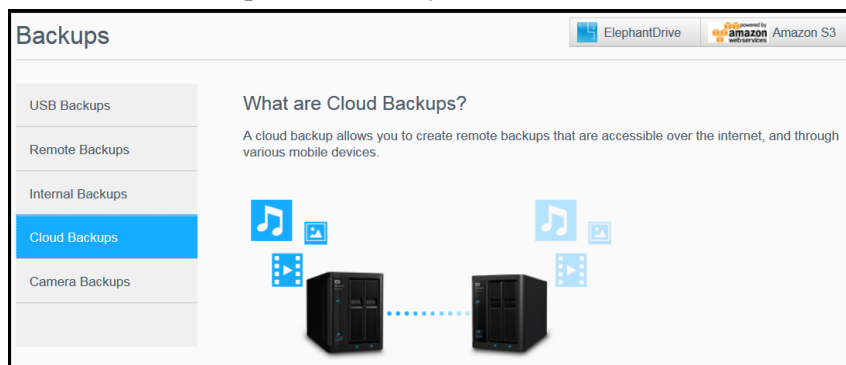 Backups
ElephantDrive
powered by
amazon
web services
Amazon S3
USB Backups
Remote Backups
Internal Backups
Cloud Backups
Camera Backups
What are Cloud Backups?
A cloud backup allows you to create remote backups that are accessible over the internet, and through
various mobile devices.